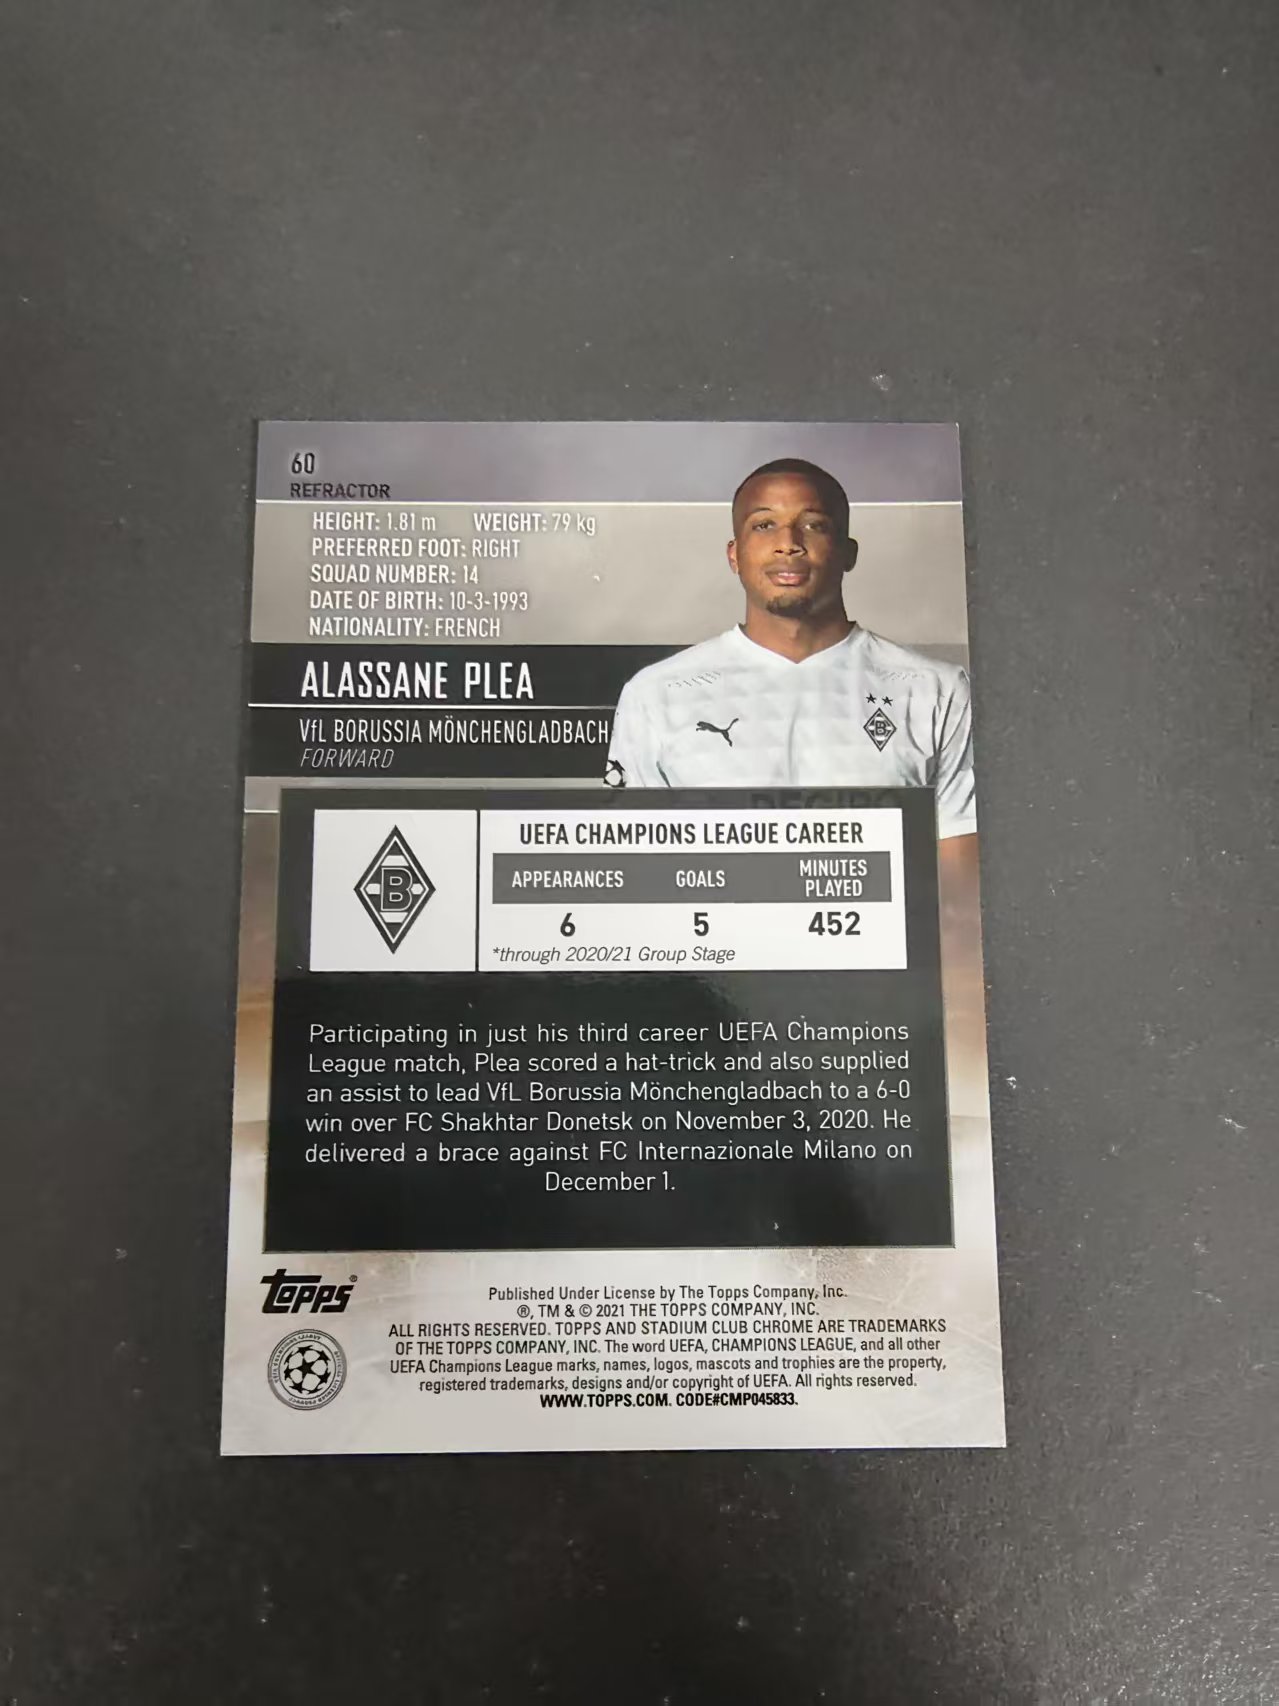 60
REFRACTOR
HEIGHT: 1.81 m WEIGHT: 79 kg
PREFERRED FOOT: RIGHT
SQUAD NUMBER: 14
DATE OF BIRTH: 10-3-1993
NATIONALITY: FRENCH
ALASSANE PLEA
VfL BORUSSIA MÖNCHENGLADBACH
FORWARD
B
B
UEFA CHAMPIONS LEAGUE CAREER
APPEARANCES GOALS MINUTES PLAYED
6 5 452
*through 2020/21 Group Stage
Participating in just his third career UEFA Champions
League match, Plea scored a hat-trick and also supplied
an assist to lead VfL Borussia Mönchengladbach to a 6-0
win over FC Shakhtar Donetsk on November 3, 2020. He
delivered a brace against FC Internazionale Milano on
December 1.
topps®
Published Under License by The Topps Company, Inc.
®, TM & © 2021 THE TOPPS COMPANY, INC.
ALL RIGHTS RESERVED. TOPPS AND STADIUM CLUB CHROME ARE TRADEMARKS
OF THE TOPPS COMPANY, INC. The word UEFA, CHAMPIONS LEAGUE, and all other
UEFA Champions League marks, names, logos, mascots and trophies are the property,
registered trademarks, designs and/or copyright of UEFA. All rights reserved.
WWW.TOPPS.COM. CODE#CMP045833.